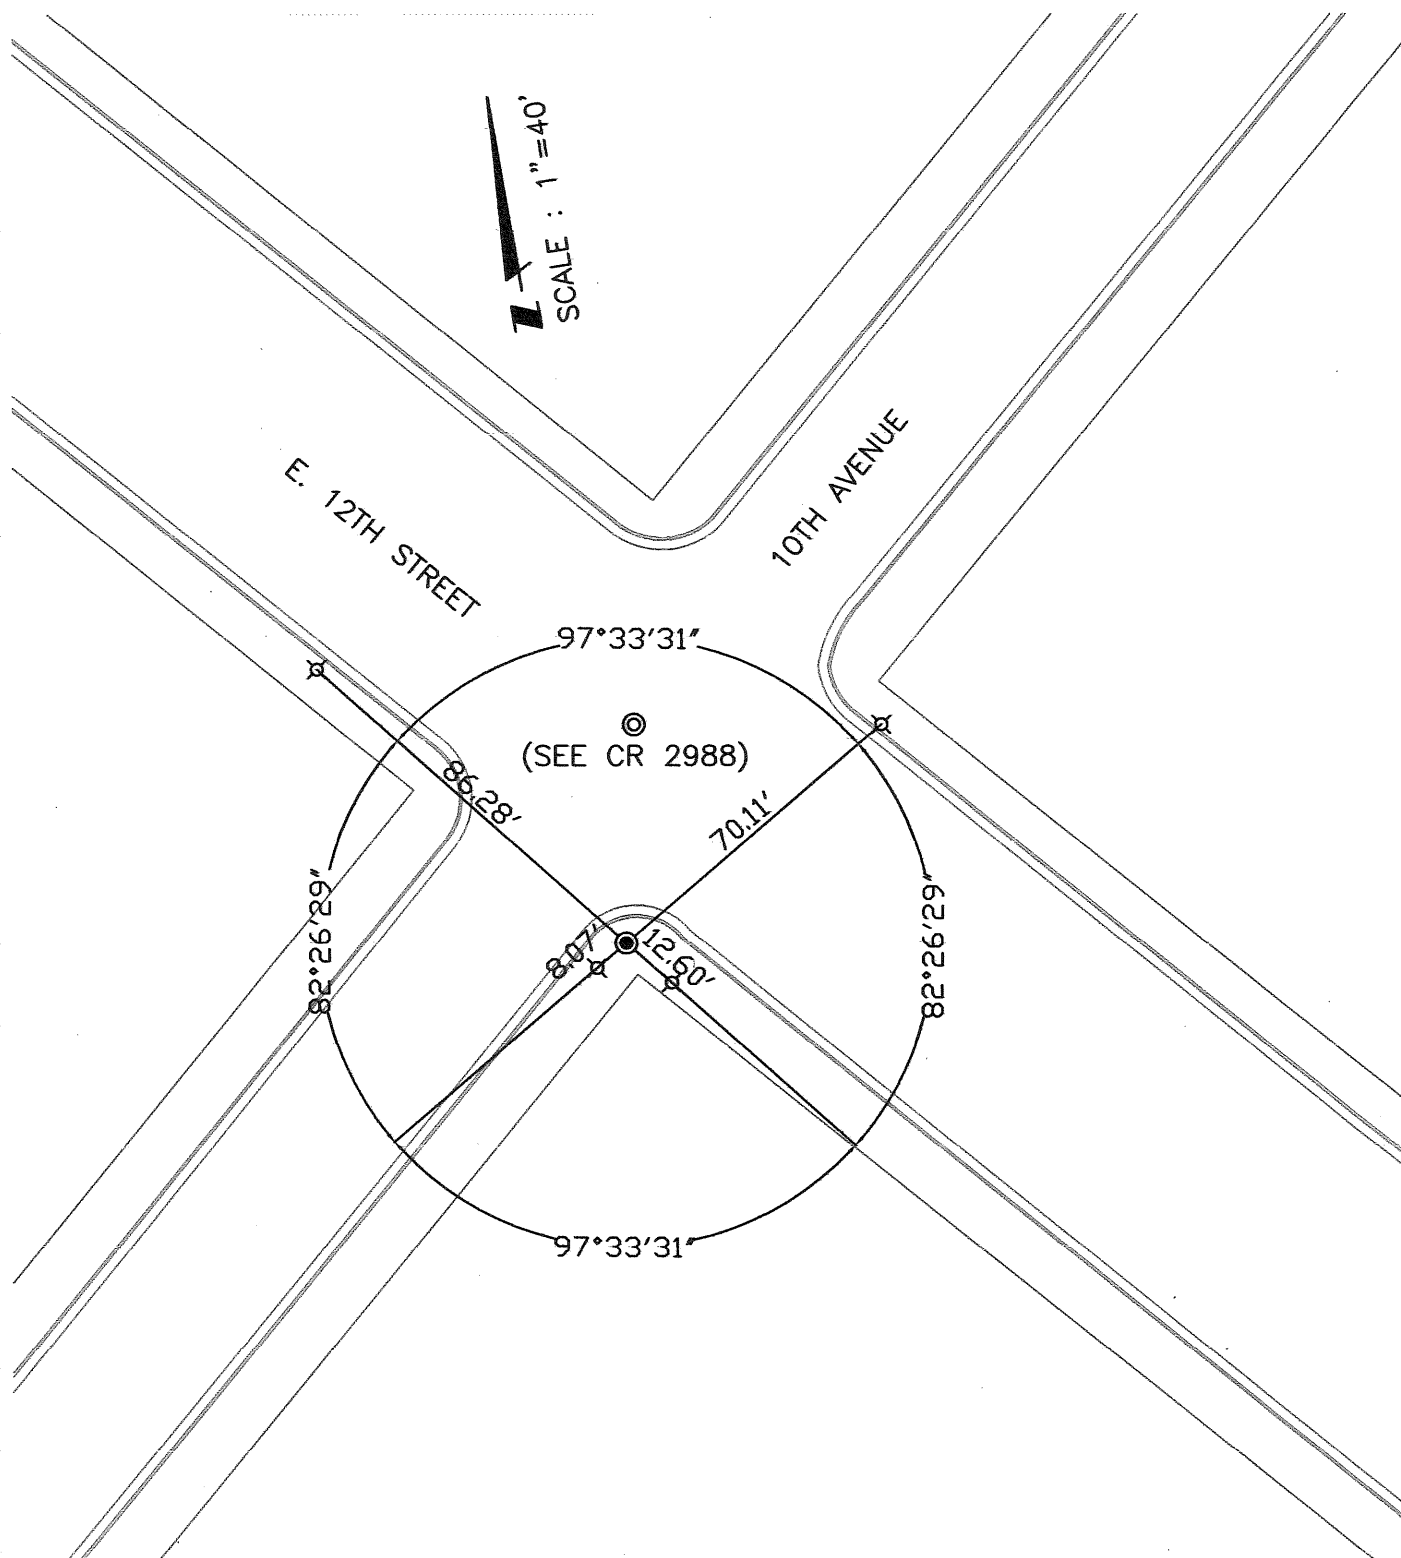 Z
SCALE : 1"=40'
E. 12TH STREET
10TH AVENUE
97°33'31"
(SEE CR 2988)
86.28'
70.11'
82°26'29"
82°26'29"
8.07'
12.60'
97°33'31"